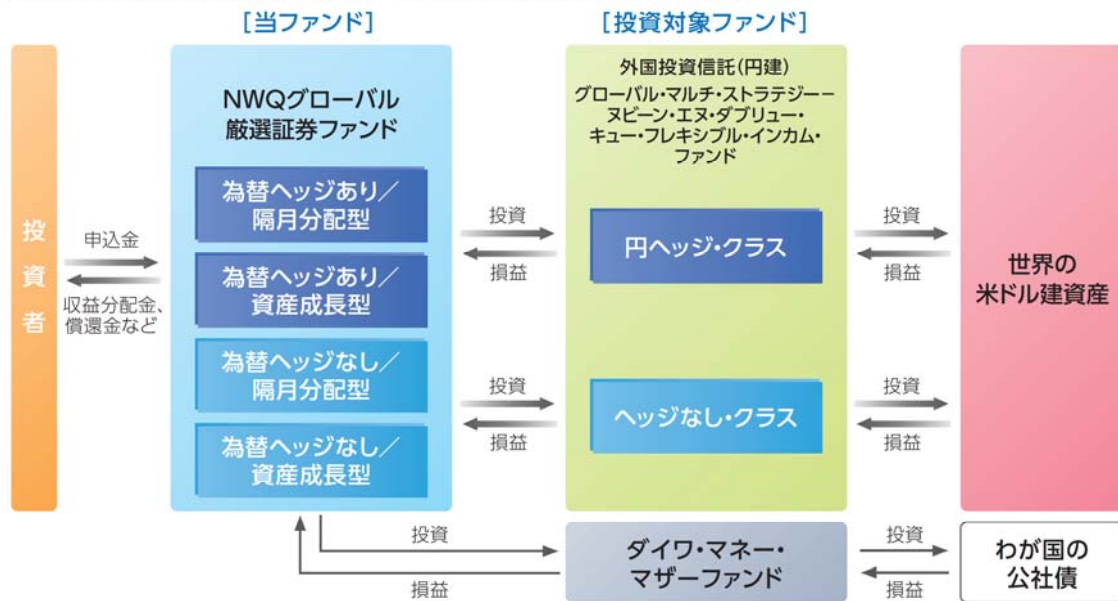 [当ファンド]
[投資対象ファンド]
投資者
申込金
収益分配金、
償還金など
NWQグローバル
厳選証券ファンド
為替ヘッジあり／
隔月分配型
為替ヘッジあり／
資産成長型
為替ヘッジなし／
隔月分配型
為替ヘッジなし／
資産成長型
投資
損益
投資
損益
外国投資信託(円建)
グローバル・マルチ・ストラテジー－
ヌビーン・エヌ・ダブリュー・
キュー・フレキシブル・インカム・
ファンド
円ヘッジ・クラス
ヘッジなし・クラス
投資
損益
投資
損益
世界の
米ドル建資産
投資
損益
ダイワ・マネー・
マザーファンド
投資
損益
わが国の
公社債